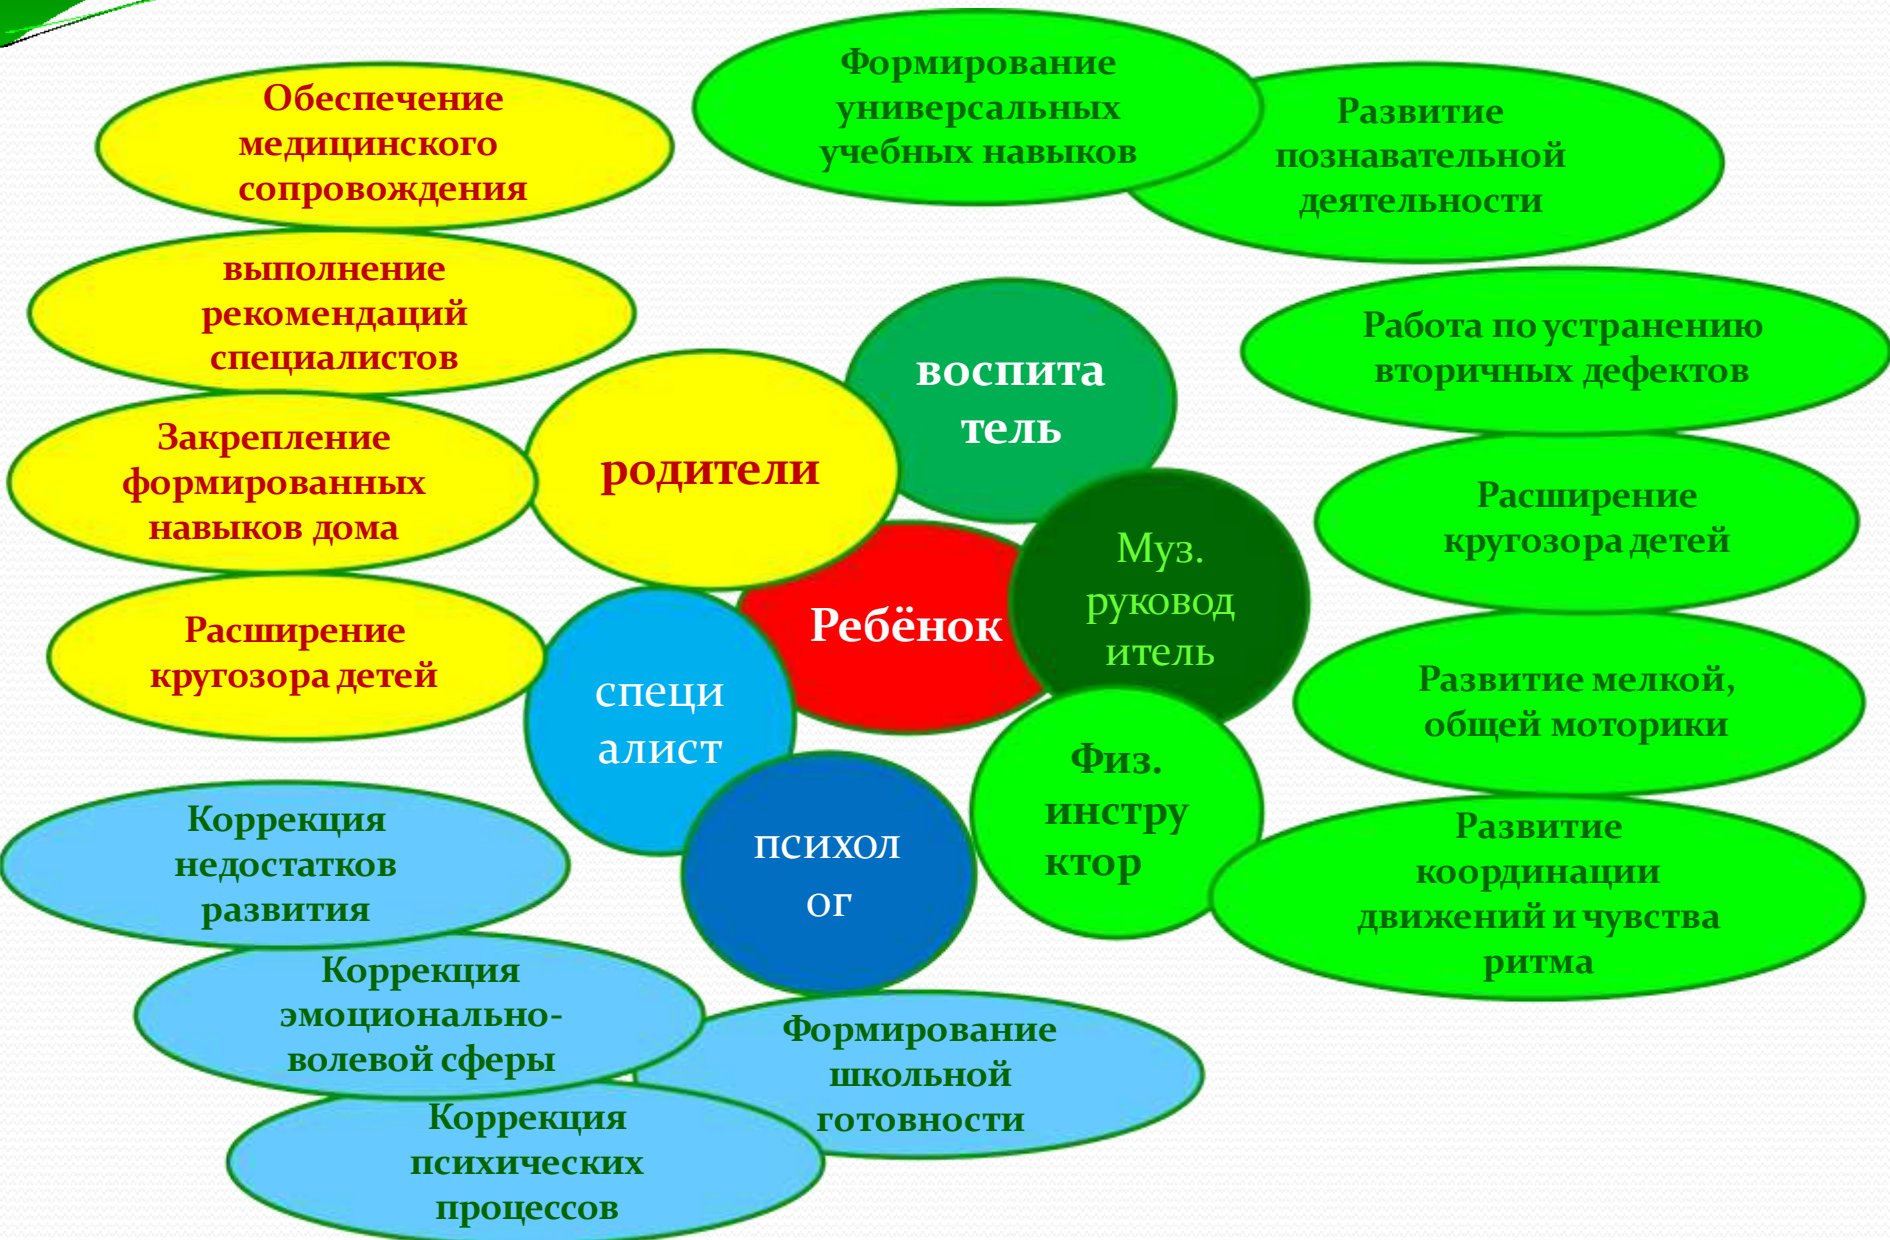 Обеспечение
медицинского
сопровождения
выполнение
рекомендаций
специалистов
Закрепление
формированных
навыков дома
Расширение
кругозора детей
Формирование
универсальных
учебных навыков
Развитие
познавательной
деятельности
Работа по устранению
вторичных дефектов
Расширение
кругозора детей
Развитие мелкой,
общей моторики
Развитие
координации
движений и чувства
ритма
родители
воспита
тель
Муз.
руковод
итель
Ребёнок
специ
алист
психол
ог
Физ.
инстру
ктор
Коррекция
недостатков
развития
Коррекция
эмоционально-
волевой сферы
Коррекция
психических
процессов
Формирование
школьной
готовности